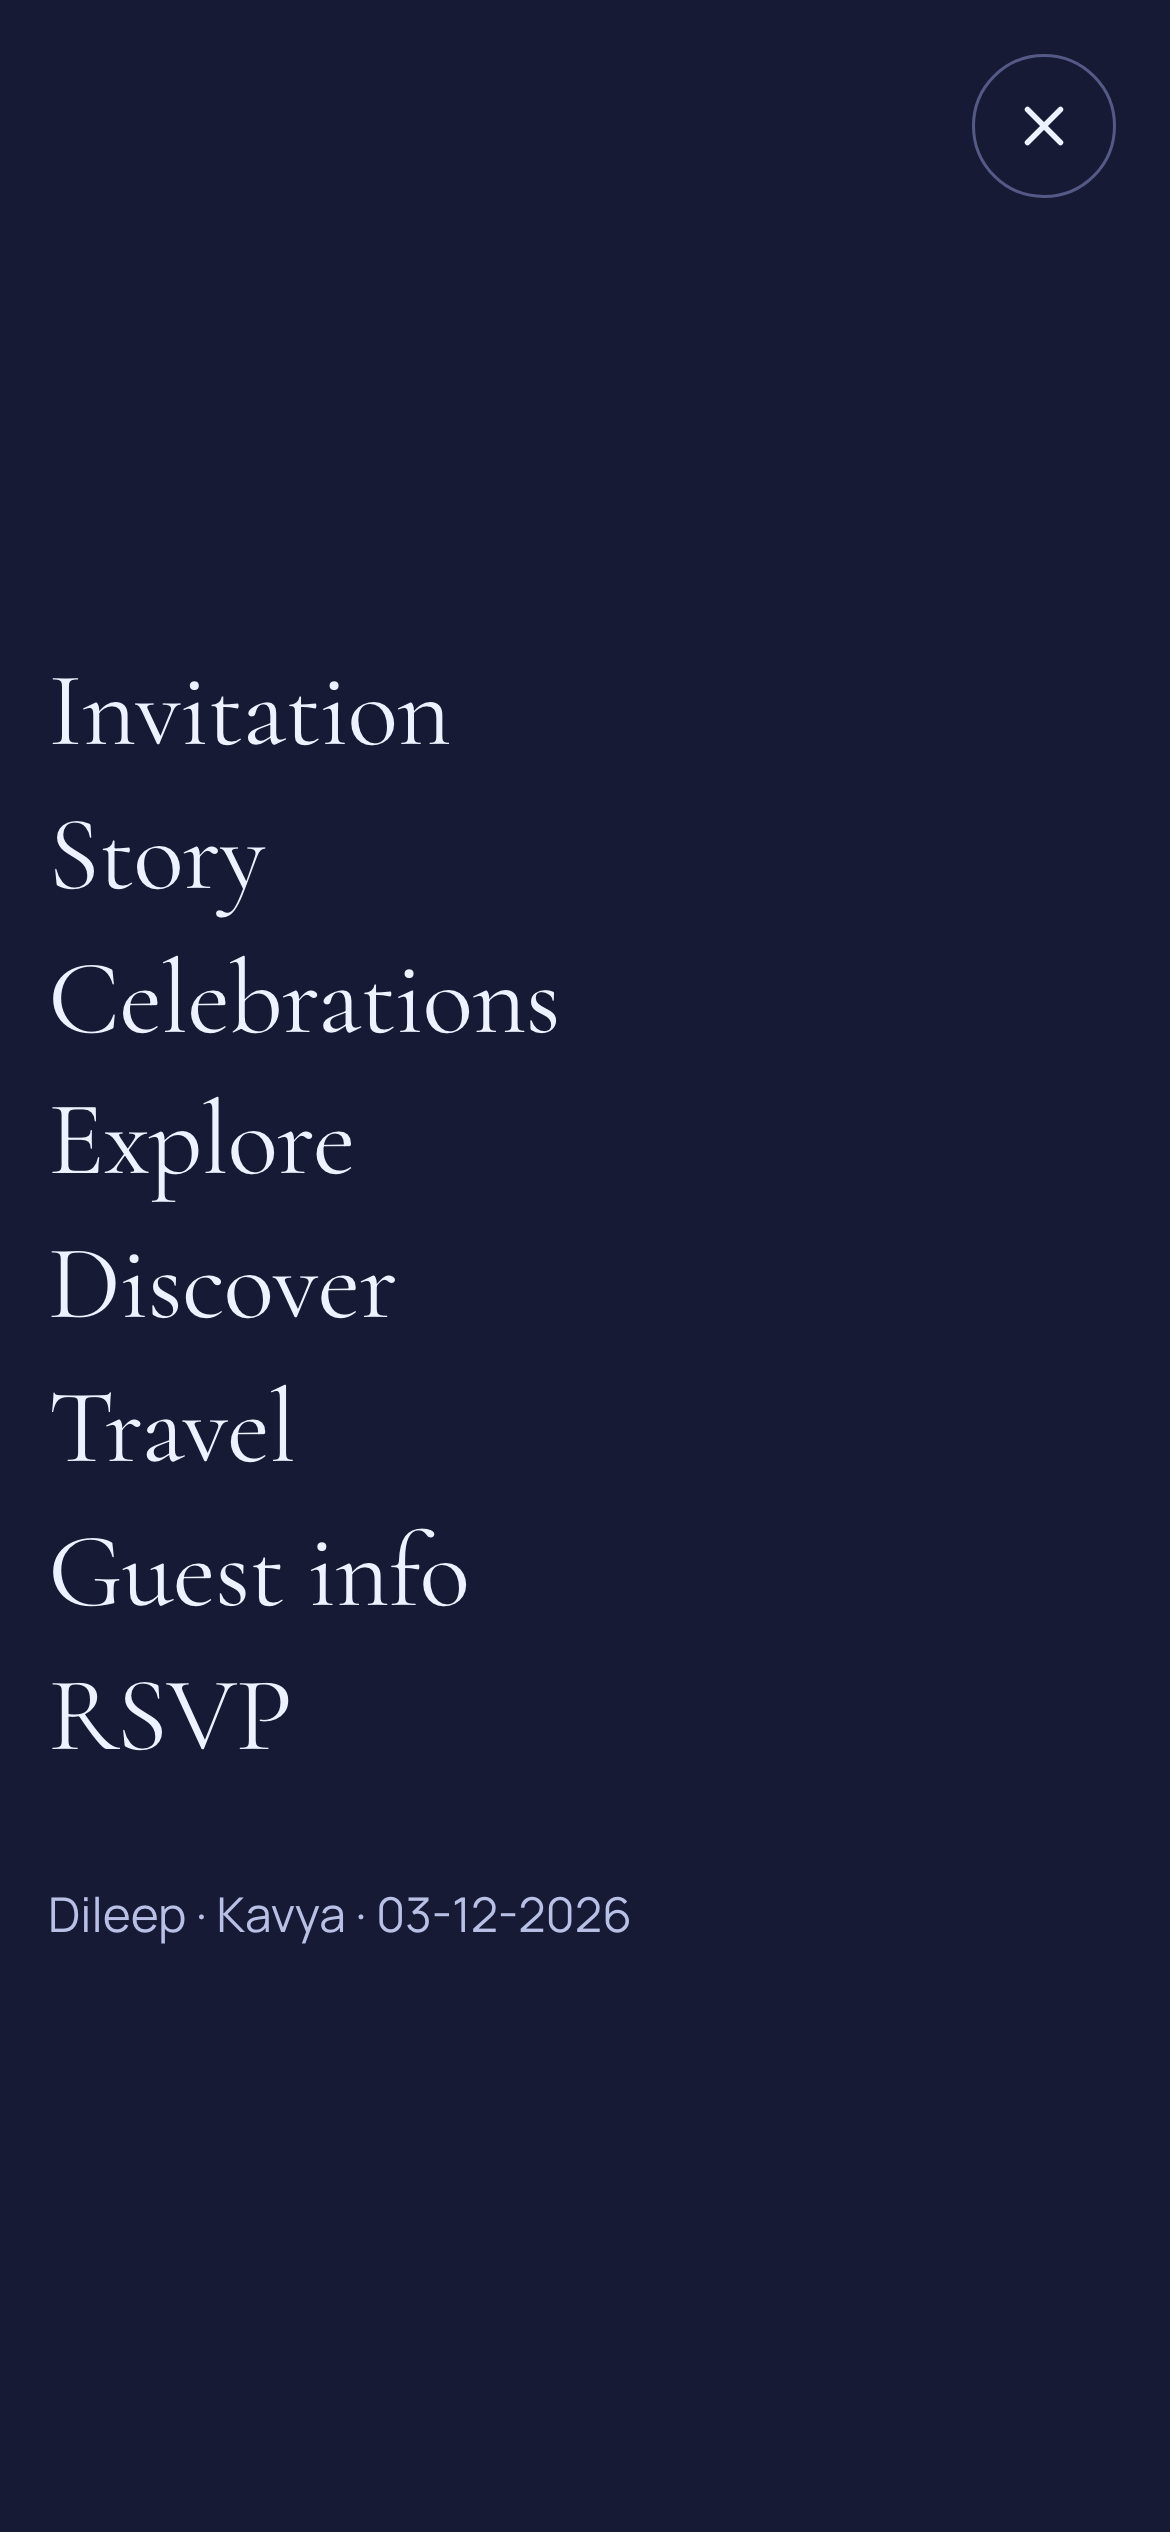 Invitation
Story
Celebrations
Explore
Discover
Travel
Guest info
RSVP
Dileep · Kavya · 03-12-2026